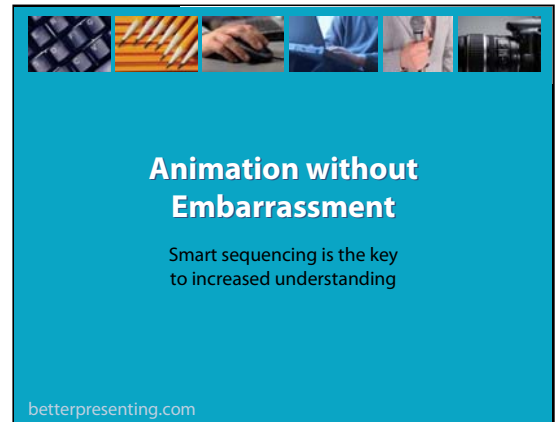 Animation without
Embarrassment
Smart sequencing is the key
to increased understanding
betterpresenting.com